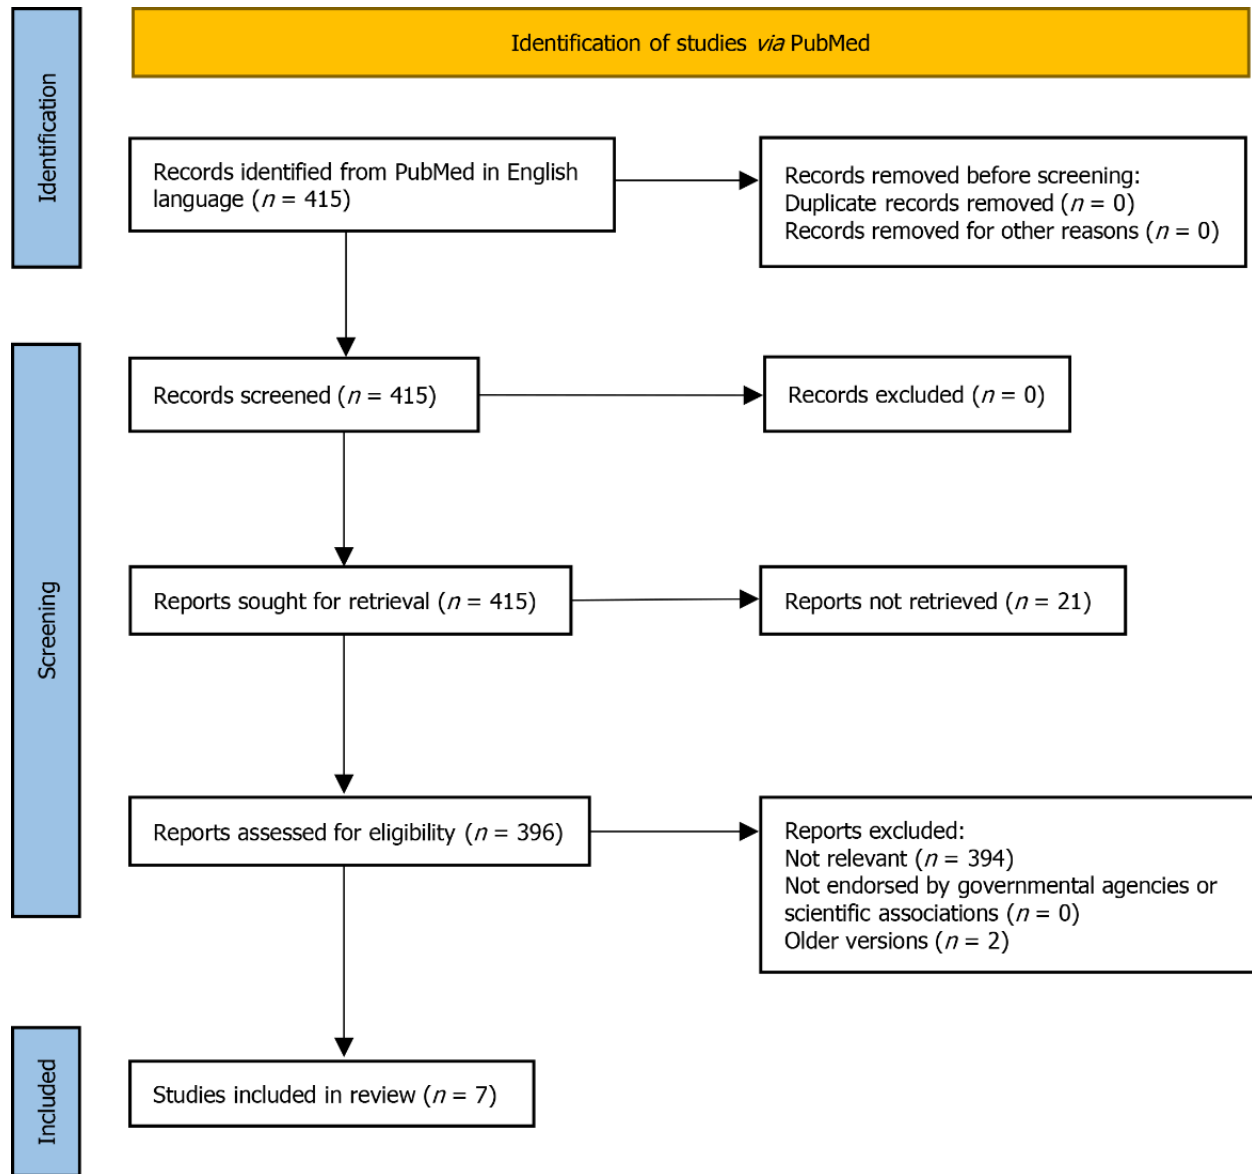 Identification of studies via PubMed
Identification
Records identified from PubMed in English
language (n = 415)
Records removed before screening:
Duplicate records removed (n = 0)
Records removed for other reasons (n = 0)
Screening
Records screened (n = 415)
Records excluded (n = 0)
Reports sought for retrieval (n = 415)
Reports not retrieved (n = 21)
Reports assessed for eligibility (n = 396)
Reports excluded:
Not relevant (n = 394)
Not endorsed by governmental agencies or
scientific associations (n = 0)
Older versions (n = 2)
Included
Studies included in review (n = 7)